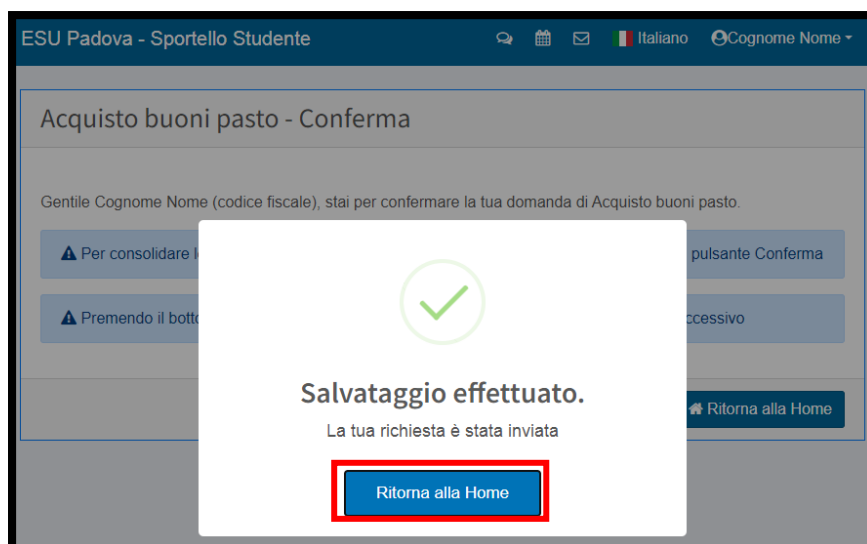 ESU Padova - Sportello Studente Italiano Cognome Nome
Acquisto buoni pasto - Conferma
Gentile Cognome Nome (codice fiscale), stai per confermare la tua domanda di Acquisto buoni pasto.
Per consolidare pulsante Conferma
Premendo il
Salvataggio effettuato.
La tua richiesta è stata inviata
Ritorna alla Home
Ritorna alla Home